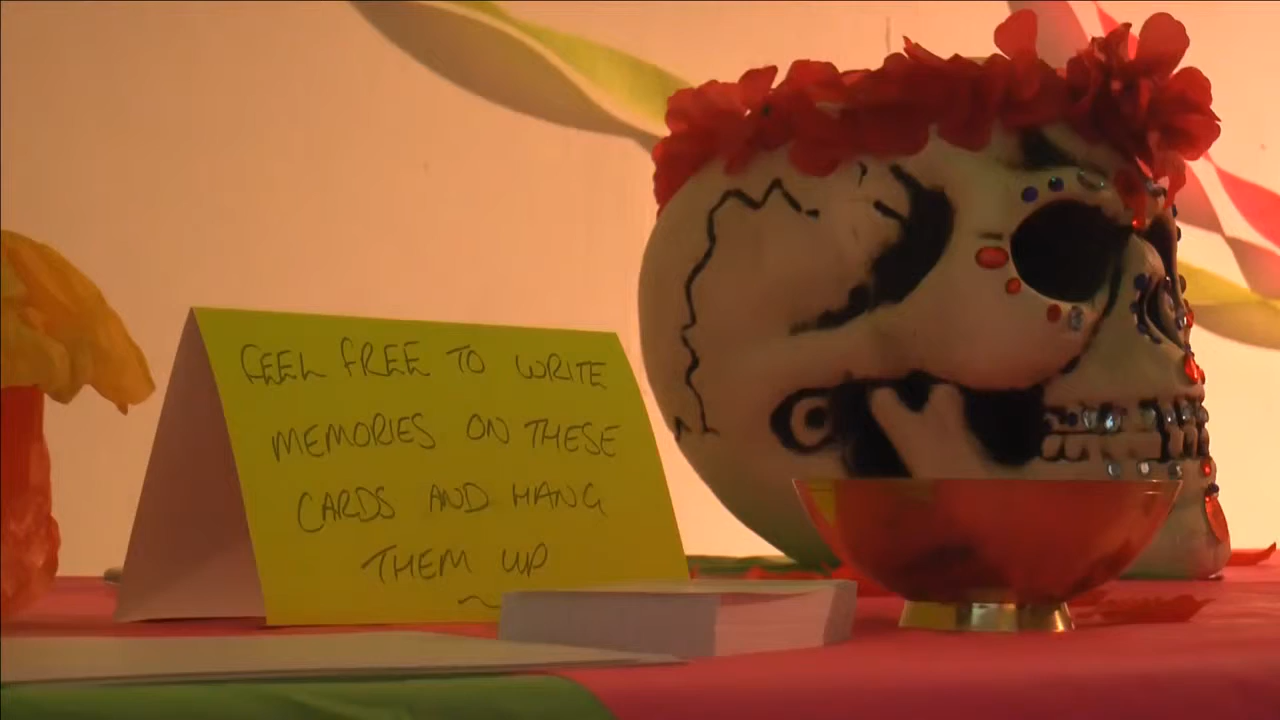 FEEL FREE TO WRITE
MEMORIES ON THESE
CARDS AND HANG
THEM UP